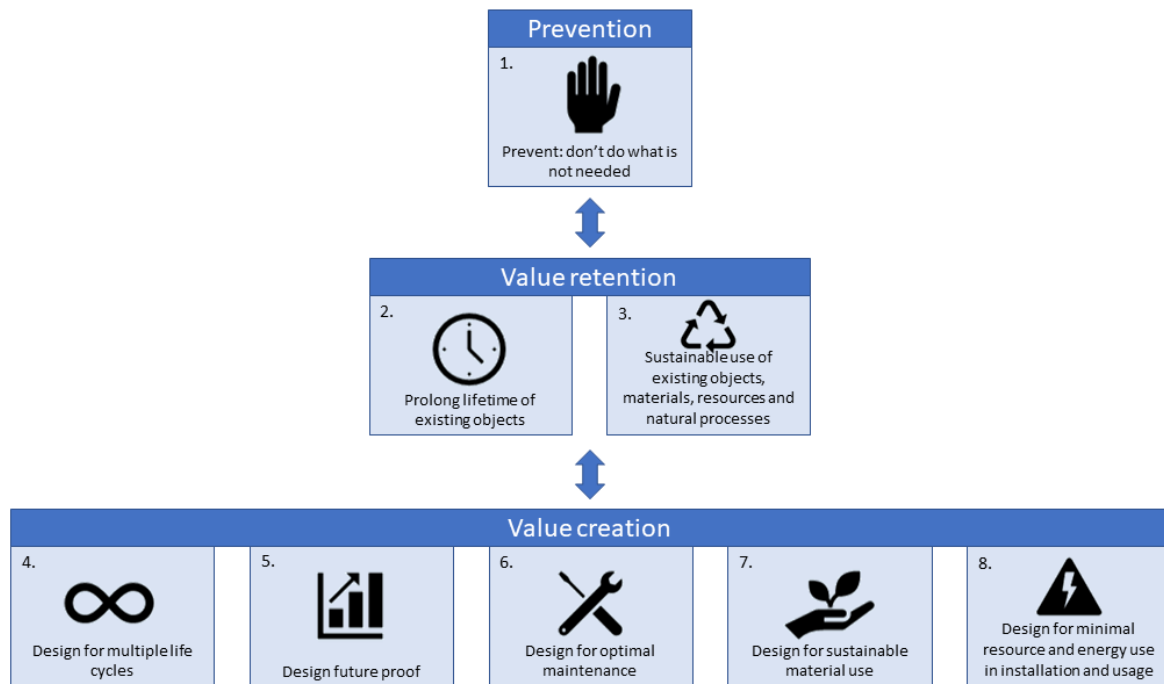 Prevention
1.
Prevent: don't do what is
not needed
Value retention
2.
Prolong lifetime of
existing objects
3.
Sustainable use of
existing objects,
materials, resources and
natural processes
Value creation
4.
Design for multiple life
cycles
5.
Design future proof
6.
Design for optimal
maintenance
7.
Design for sustainable
material use
8.
Design for minimal
resource and energy use
in installation and usage